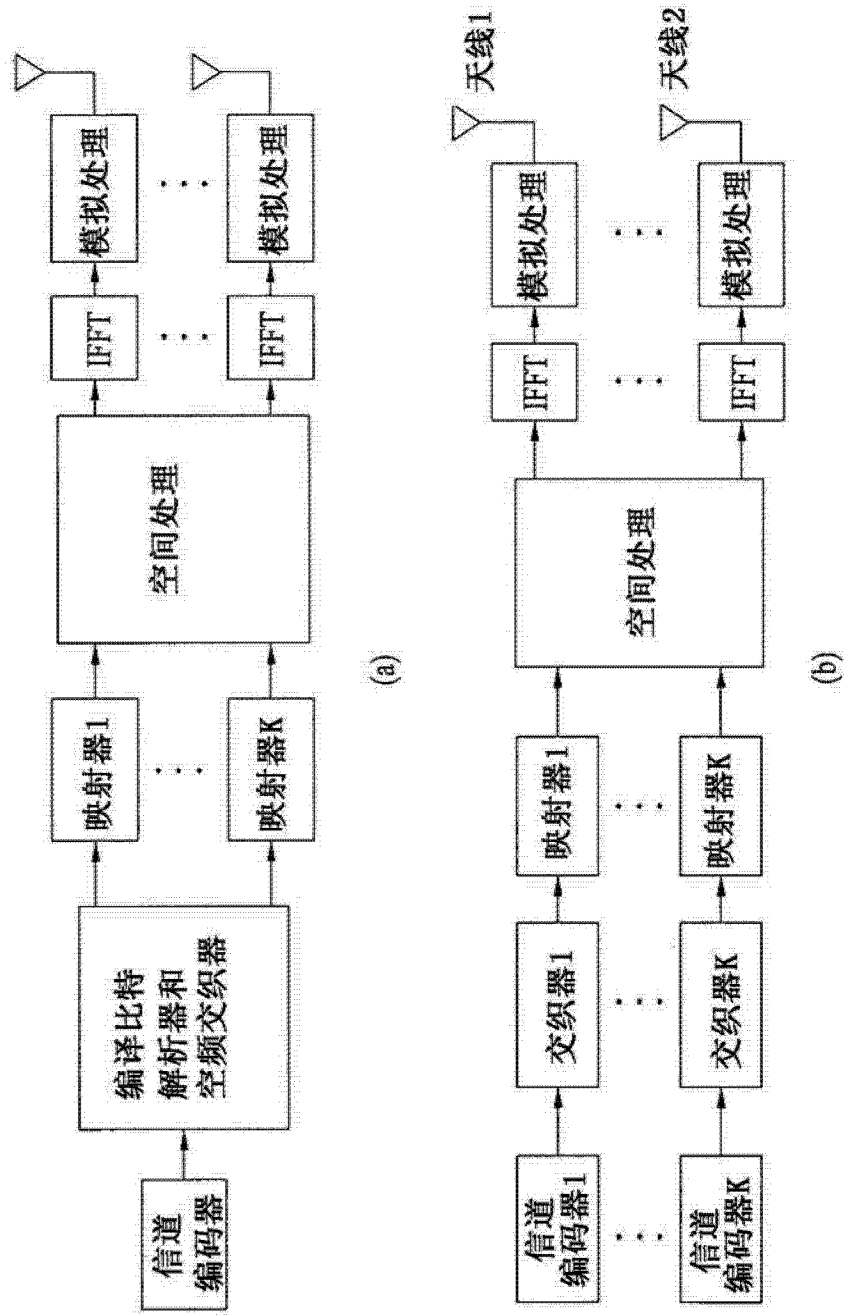 信道
编码器
编译比特
解析器和
空频交织器
映射器1
映射器K
空间处理
IFFT
IFFT
模拟处理
模拟处理
(a)
信道
编码器1
信道
编码器K
交织器1
交织器K
映射器1
映射器K
空间处理
IFFT
IFFT
模拟处理
模拟处理
天线1
天线2
(b)